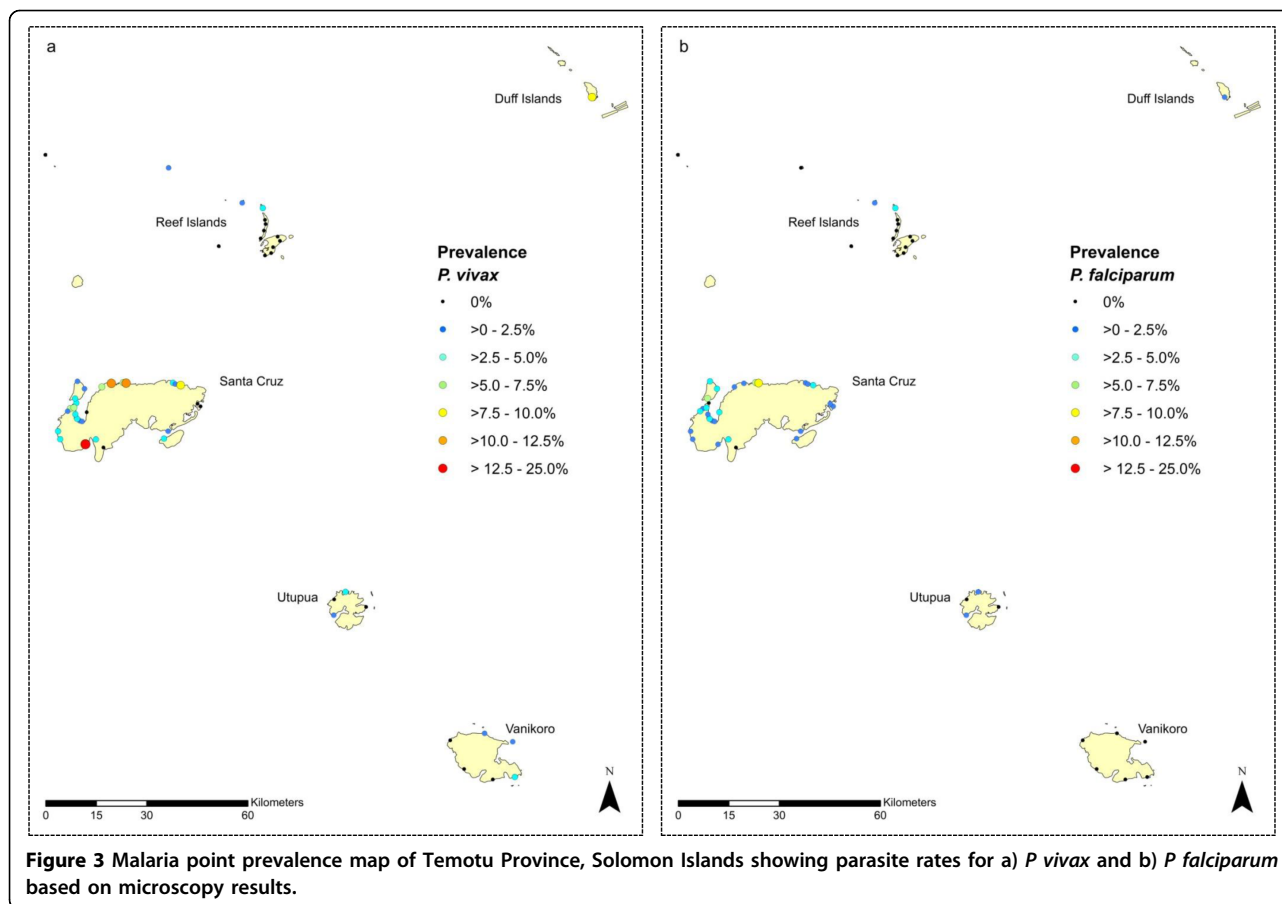 a
Duff Islands
Reef Islands
Prevalence
P. vivax
0%
>0 - 2.5%
>2.5 - 5.0%
>5.0 - 7.5%
>7.5 - 10.0%
>10.0 - 12.5%
> 12.5 - 25.0%
Santa Cruz
Utupua
Vanikoro
N
Kilometers
0 15 30 60
b
Duff Islands
Reef Islands
Prevalence
P. falciparum
0%
>0 - 2.5%
>2.5 - 5.0%
>5.0 - 7.5%
>7.5 - 10.0%
>10.0 - 12.5%
> 12.5 - 25.0%
Santa Cruz
Utupua
Vanikoro
N
Kilometers
0 15 30 60
Figure 3 Malaria point prevalence map of Temotu Province, Solomon Islands showing parasite rates for a) P vivax and b) P falciparum
based on microscopy results.